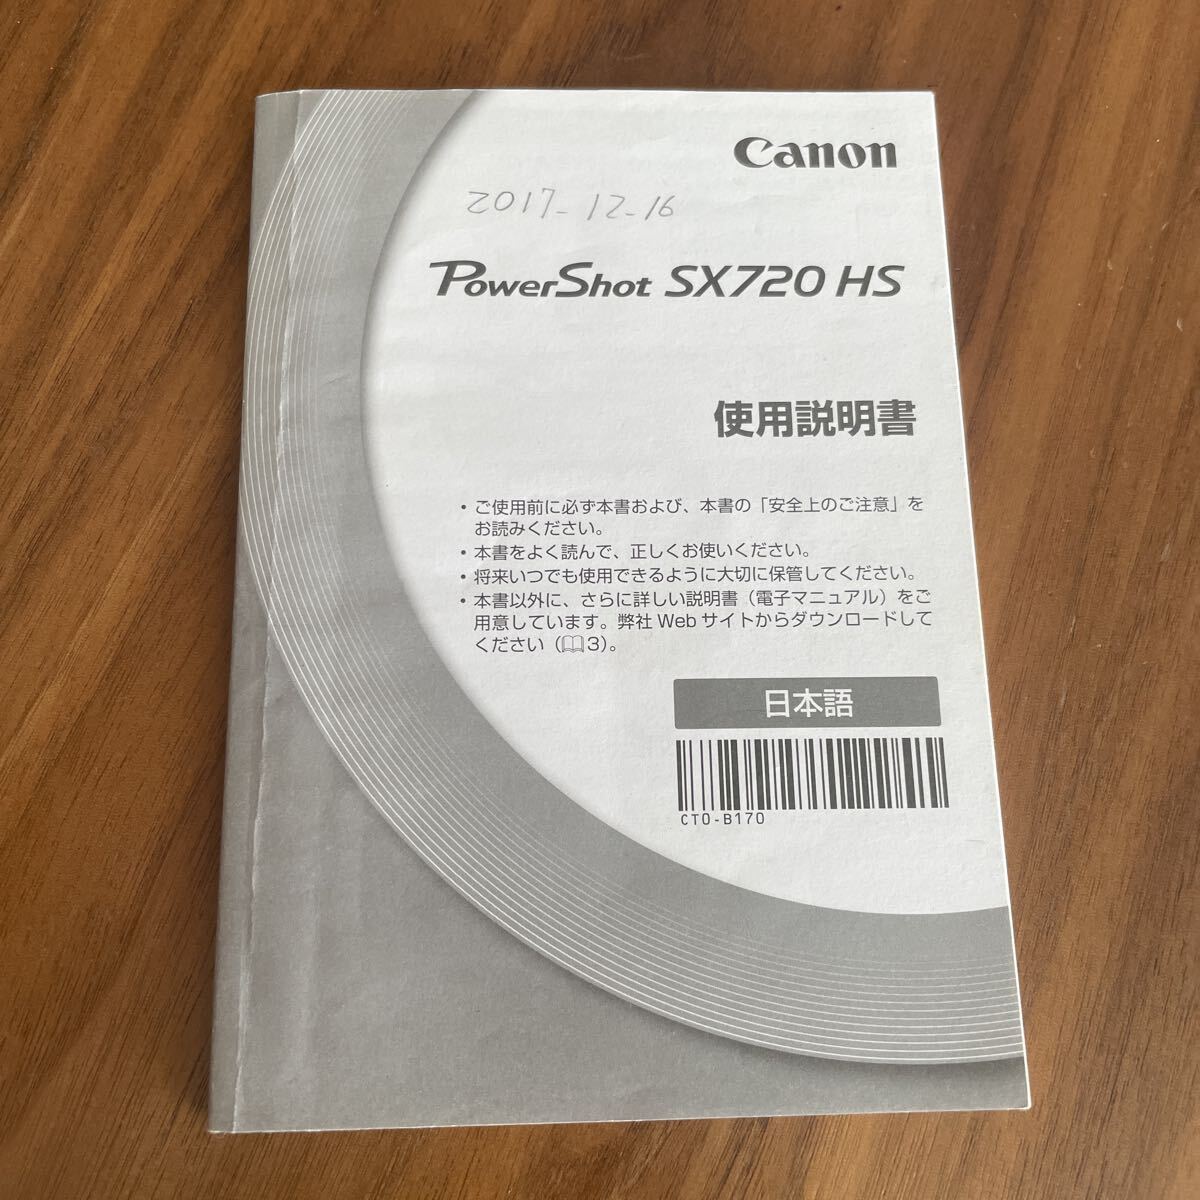 Canon
2017-12-16
PowerShot SX720 HS
使用説明書
・ご使用前に必ず本書および、本書の「安全上のご注意」を
お読みください。
・本書をよく読んで、正しくお使いください。
・将来いつでも使用できるように大切に保管してください。
・本書以外に、さらに詳しい説明書（電子マニュアル）をご
用意しています。弊社 Web サイトからダウンロードして
ください（📖3）。
日本語
CT0-B170